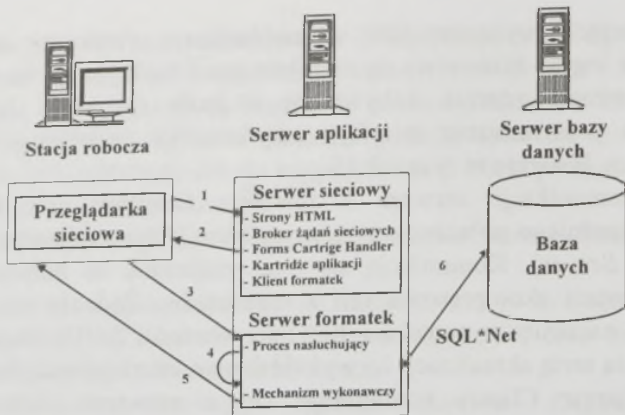 Stacja robocza
Serwer aplikacji
Serwer bazy
danych
Przeglądarka
sieciowa
1
2
3
4
5
6
Serwer sieciowy
- Strony HTML
- Broker żądań sieciowych
- Forms Cartrige Handler
- Kartridże aplikacji
- Klient formatek
Serwer formatek
- Proces nasłuchujący
- Mechanizm wykonawczy
Baza
danych
SQL*Net